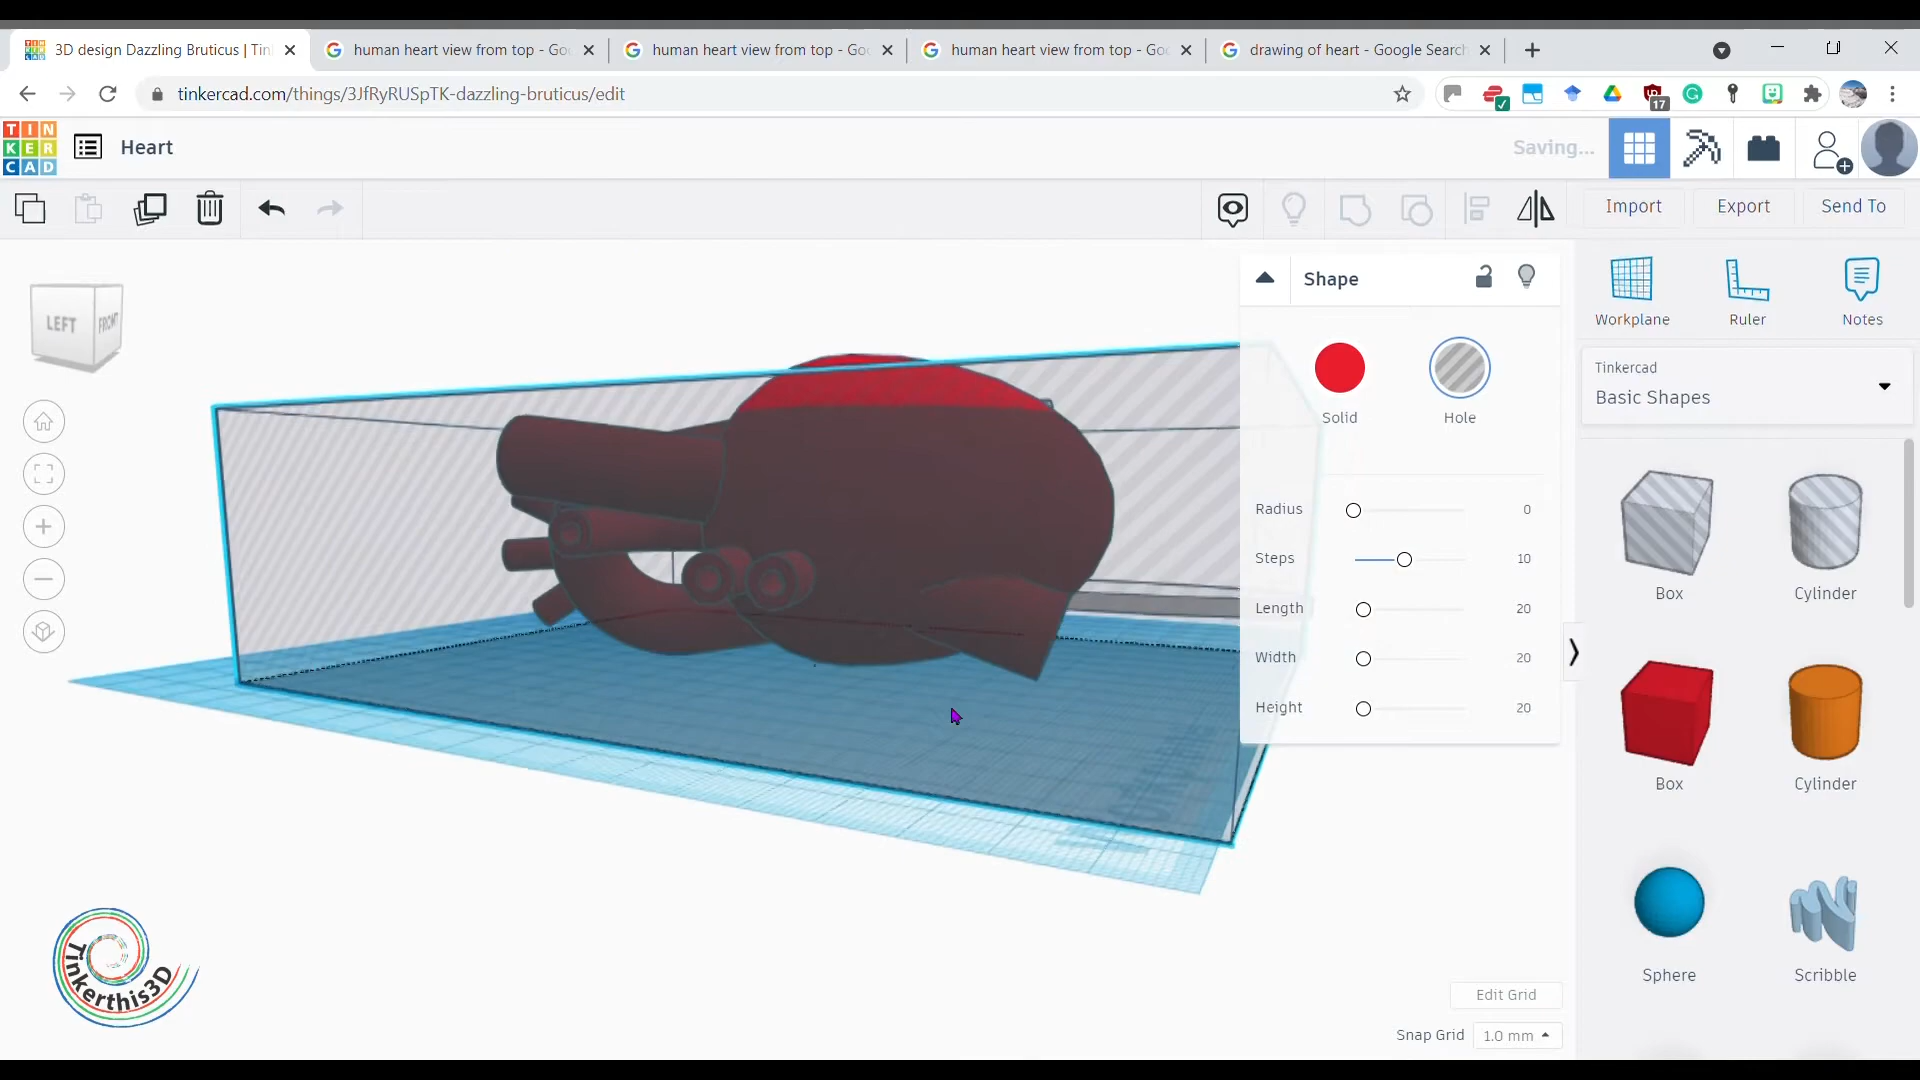 3D design Dazzling Bruticus | Tin
human heart view from top - Goo
human heart view from top - Goo
human heart view from top - Goo
drawing of heart - Google Search
tinkercad.com/things/3JfRyRUSpTK-dazzling-bruticus/edit
17
TIN
KER
CAD
Heart
Saving...
Import
Export
Send To
LEFT
FRONT
Shape
Solid
Hole
Radius 0
Steps 10
Length 20
Width 20
Height 20
Workplane
Ruler
Notes
Tinkercad
Basic Shapes
Box
Cylinder
Box
Cylinder
Sphere
Scribble
Tinkerthis3D
Edit Grid
Snap Grid 1.0 mm